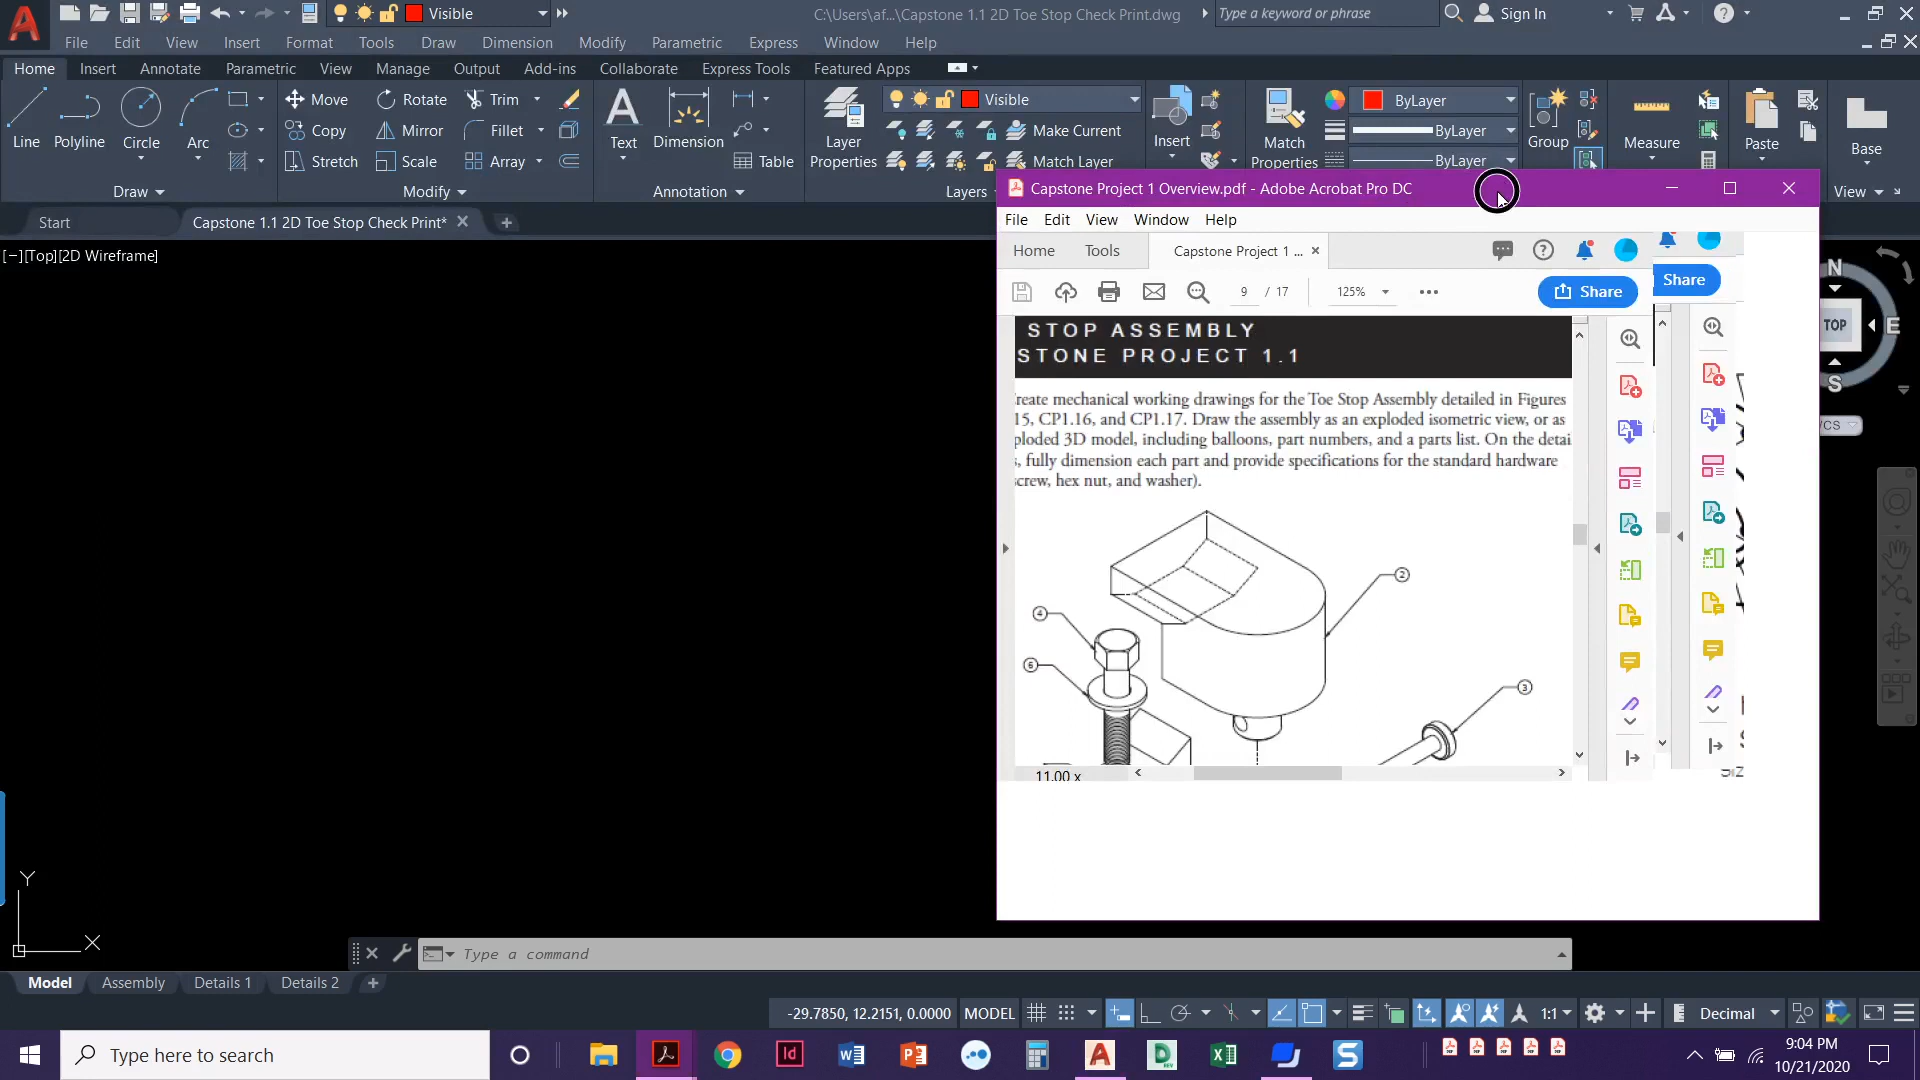 Visible
C:\Users\af...\Capstone 1.1 2D Toe Stop Check Print.dwg
Type a keyword or phrase
Sign In
File Edit View Insert Format Tools Draw Dimension Modify Parametric Express Window Help
Home Insert Annotate Parametric View Manage Output Add-ins Collaborate Express Tools Featured Apps
Line Polyline Circle Arc
Move Rotate Trim
Copy Mirror Fillet
Stretch Scale Array
Text Dimension Table
Layer Properties
Visible
Make Current
Match Layer
Insert
Match Properties
ByLayer
ByLayer
ByLayer
Group
Measure
Paste
Base
Draw Modify Annotation Layers View
Start Capstone 1.1 2D Toe Stop Check Print*
[−][Top][2D Wireframe]
Capstone Project 1 Overview.pdf - Adobe Acrobat Pro DC
File Edit View Window Help
Home Tools Capstone Project 1 ...
9 / 17 125% Share
Share
STOP ASSEMBLY
STONE PROJECT 1.1
reate mechanical working drawings for the Toe Stop Assembly detailed in Figures
15, CP1.16, and CP1.17. Draw the assembly as an exploded isometric view, or as
ploded 3D model, including balloons, part numbers, and a parts list. On the detai
s, fully dimension each part and provide specifications for the standard hardware
screw, hex nut, and washer).
2
4
6
3
11.00 x
N
TOP
E
S
Y
X
Type a command
Model Assembly Details 1 Details 2
-29.7850, 12.2151, 0.0000 MODEL 1:1 Decimal
Type here to search
9:04 PM
10/21/2020